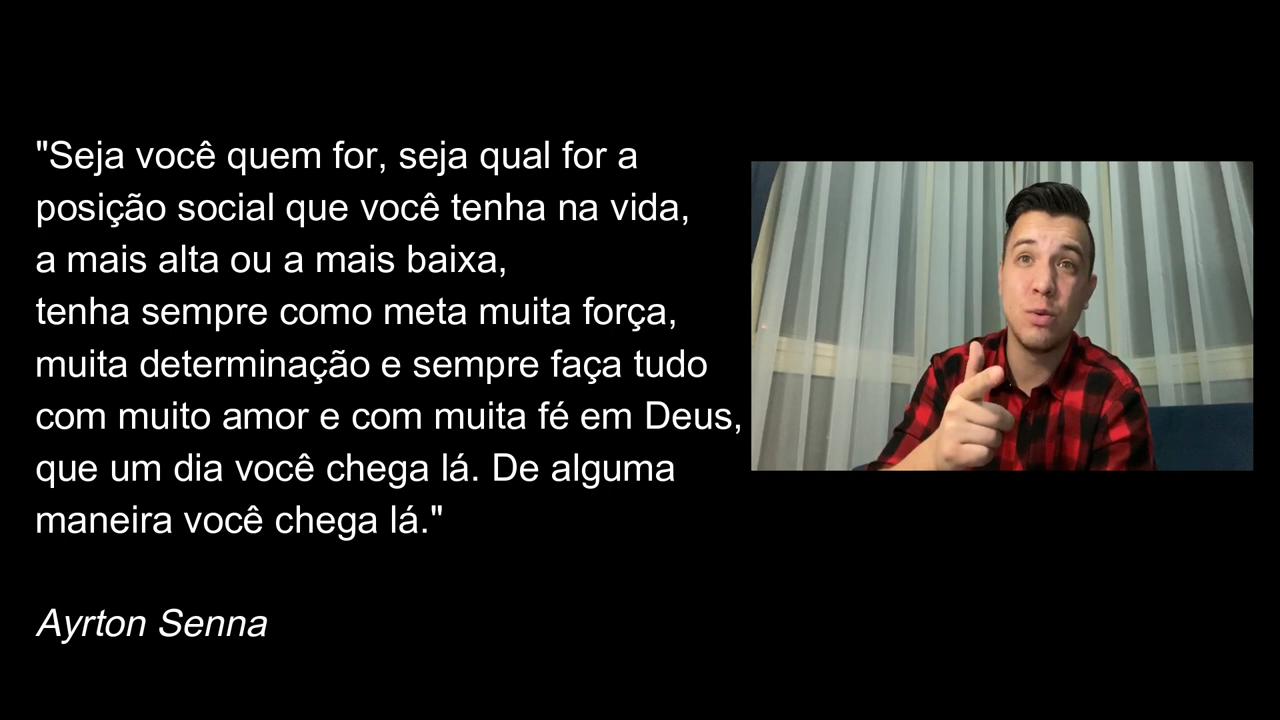 "Seja você quem for, seja qual for a
posição social que você tenha na vida,
a mais alta ou a mais baixa,
tenha sempre como meta muita força,
muita determinação e sempre faça tudo
com muito amor e com muita fé em Deus,
que um dia você chega lá. De alguma
maneira você chega lá."
Ayrton Senna